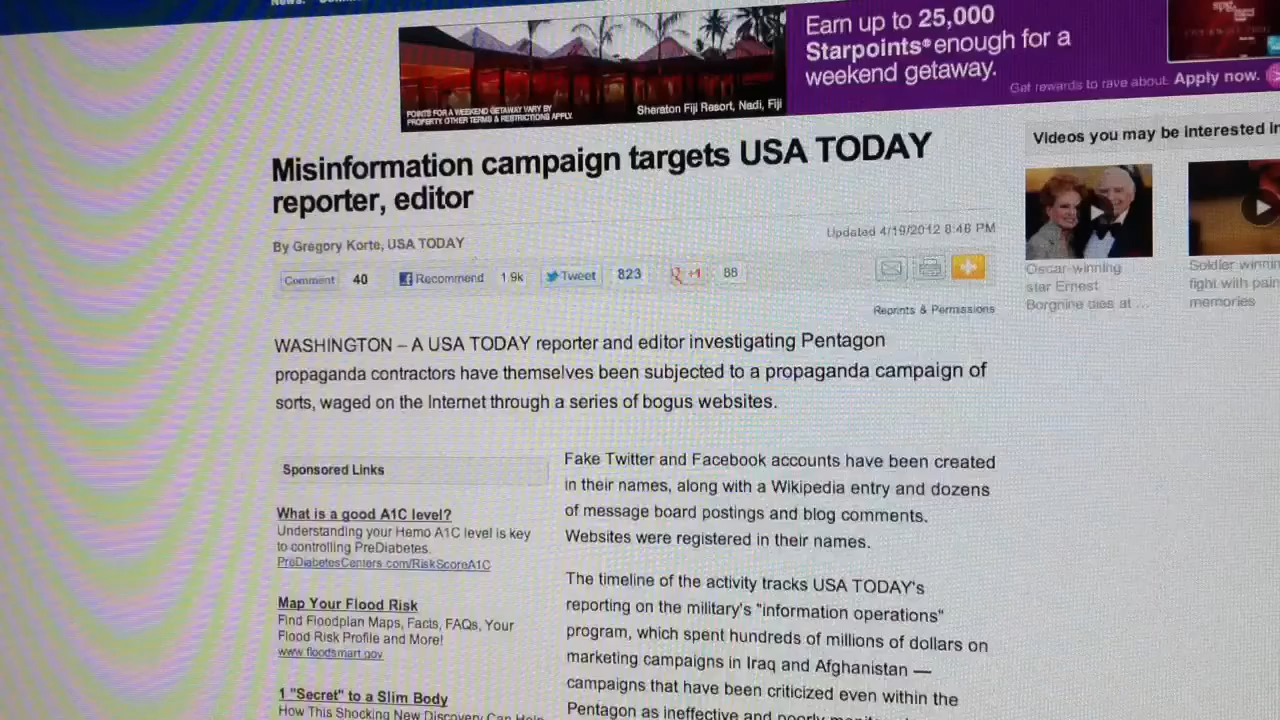 News.
Earn up to 25,000
Starpoints® enough for a
weekend getaway.
Get rewards to rave about. Apply now.
POINTS FOR A WEEKEND GETAWAY VARY BY
PROPERTY. OTHER TERMS & RESTRICTIONS APPLY.
Sheraton Fiji Resort, Nadi, Fiji
Misinformation campaign targets USA TODAY
reporter, editor
By Gregory Korte, USA TODAY
Updated 4/19/2012 8:46 PM
Comment 40 Recommend 1.9k Tweet 823 +1 88
Reprints & Permissions
WASHINGTON – A USA TODAY reporter and editor investigating Pentagon
propaganda contractors have themselves been subjected to a propaganda campaign of
sorts, waged on the Internet through a series of bogus websites.
Sponsored Links
What is a good A1C level?
Understanding your Hemo A1C level is key
to controlling PreDiabetes.
PreDiabetesCenters.com/RiskScoreA1C
Map Your Flood Risk
Find Floodplan Maps, Facts, FAQs, Your
Flood Risk Profile and More!
www.floodsmart.gov
1 "Secret" to a Slim Body
How This Shocking New Discovery Can Help
Fake Twitter and Facebook accounts have been created
in their names, along with a Wikipedia entry and dozens
of message board postings and blog comments.
Websites were registered in their names.
The timeline of the activity tracks USA TODAY's
reporting on the military's "information operations"
program, which spent hundreds of millions of dollars on
marketing campaigns in Iraq and Afghanistan —
campaigns that have been criticized even within the
Pentagon as ineffective and poorly
Videos you may be interested in
Oscar-winning
star Ernest
Borgnine dies at ...
Soldier winnin
fight with pain
memories